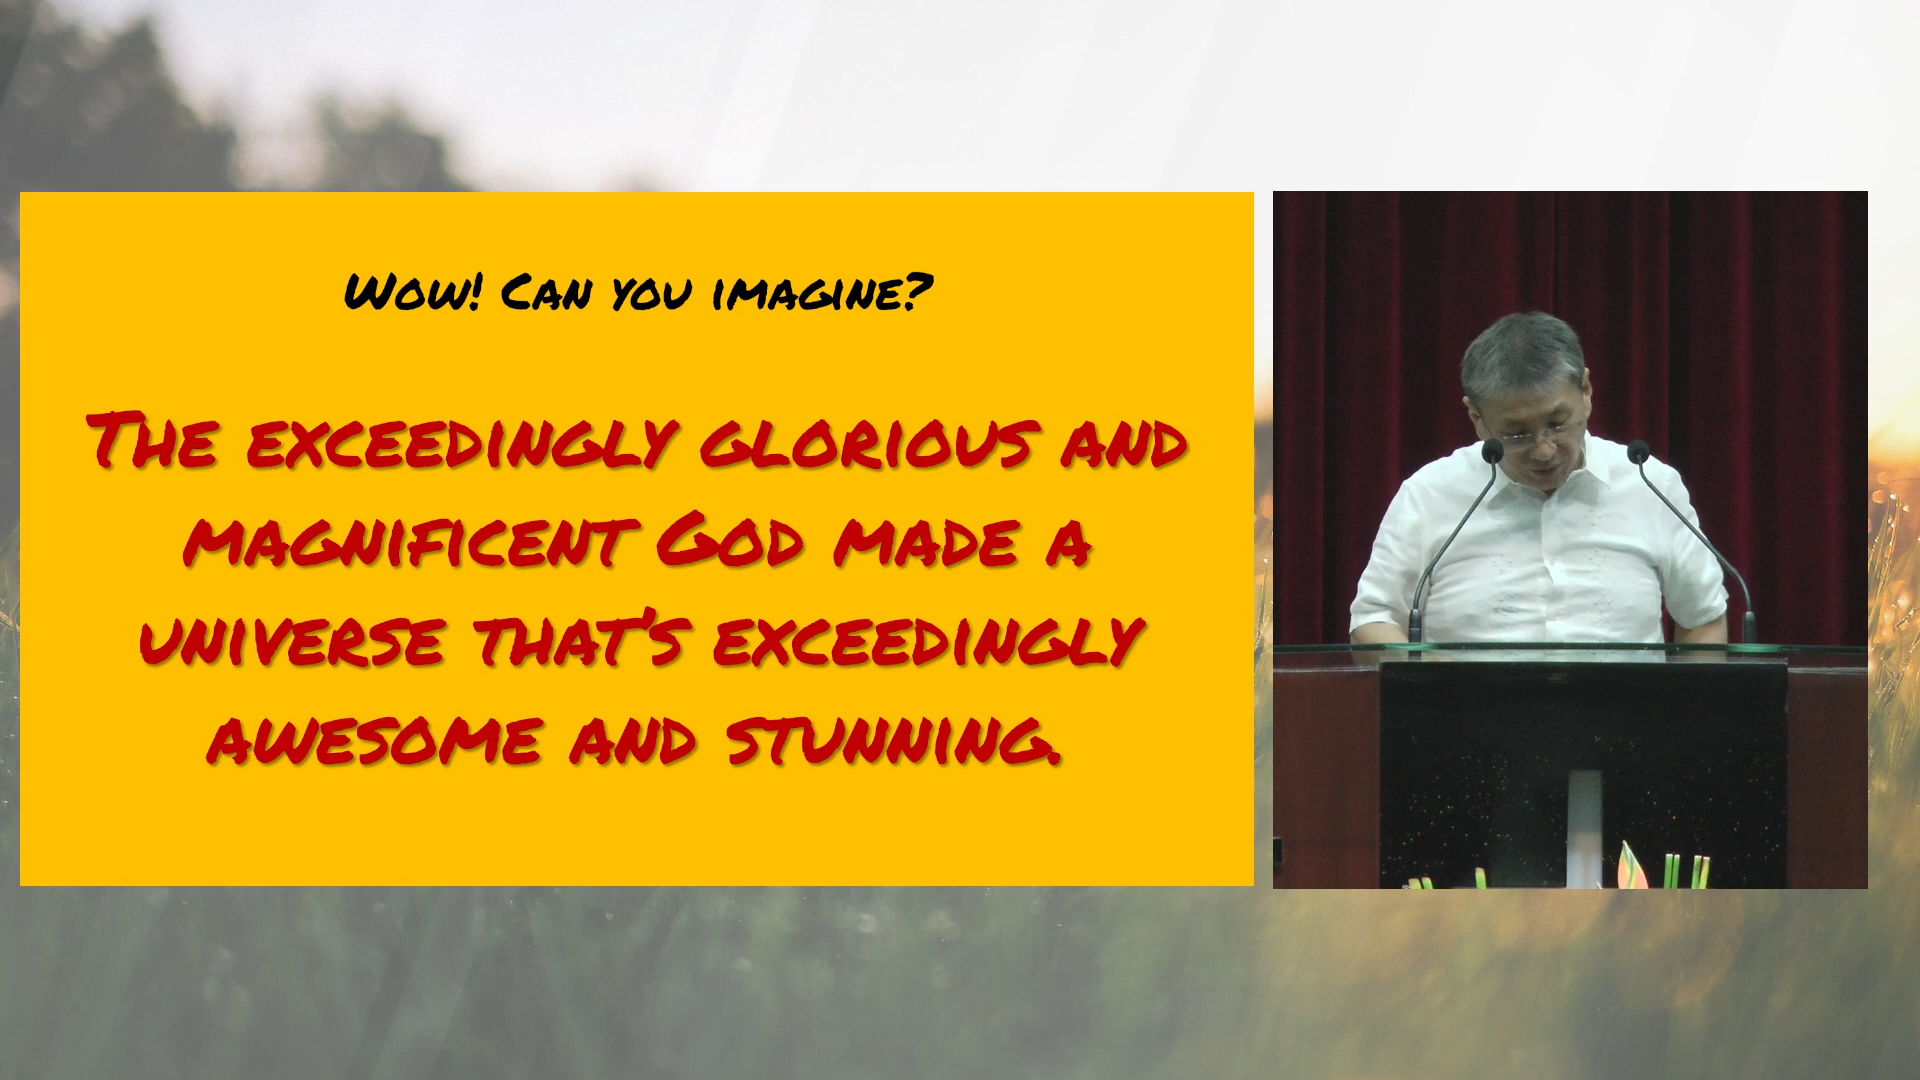 Wow! Can you imagine?
The exceedingly glorious and
magnificent God made a
universe that's exceedingly
awesome and stunning.